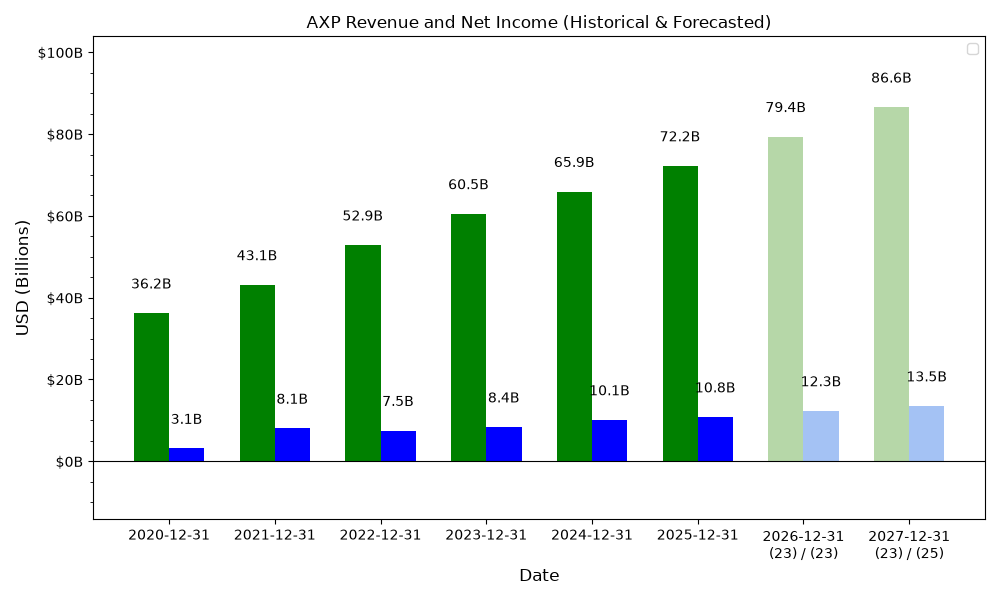 AXP Revenue and Net Income (Historical & Forecasted)
$100B
$80B
$60B
$40B
$20B
$0B
USD (Billions)
36.2B
3.1B
43.1B
8.1B
52.9B
7.5B
60.5B
8.4B
65.9B
10.1B
72.2B
10.8B
79.4B
12.3B
86.6B
13.5B
2020-12-31
2021-12-31
2022-12-31
2023-12-31
2024-12-31
2025-12-31
2026-12-31
(23) / (23)
2027-12-31
(23) / (25)
Date